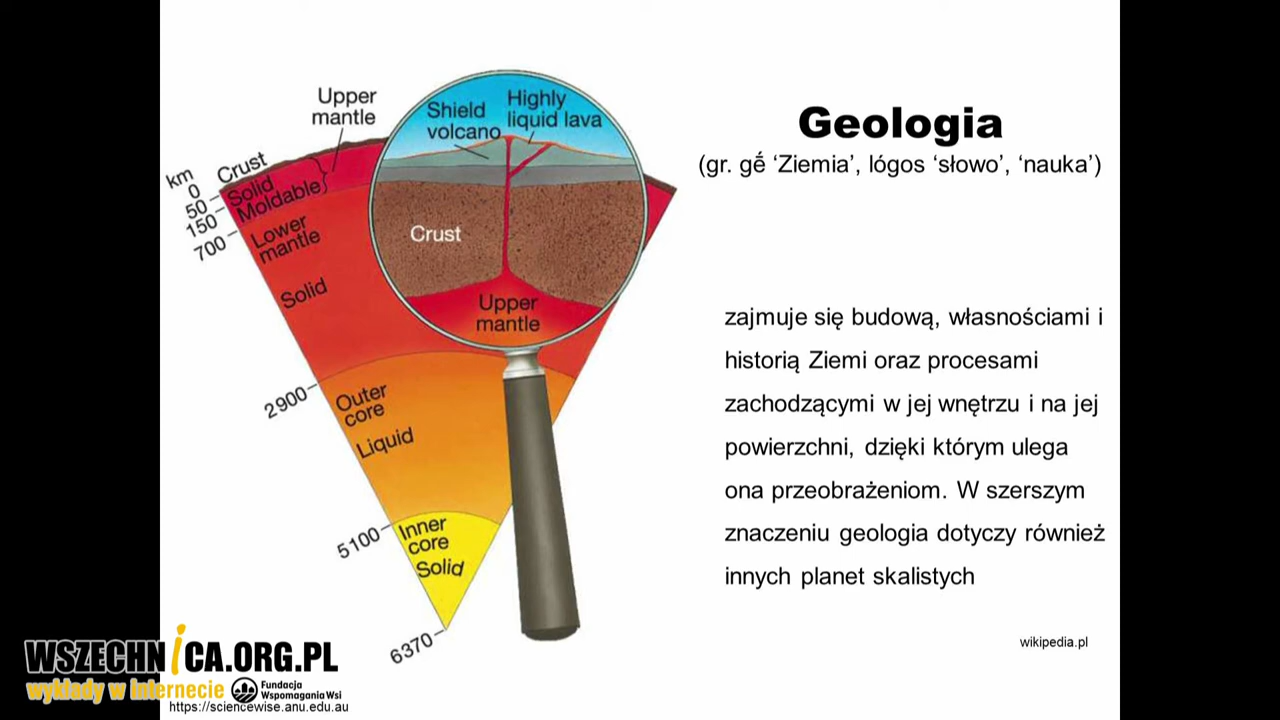 Geologia
(gr. gḗ ‘Ziemia’, lógos ‘słowo’, ‘nauka’)
zajmuje się budową, własnościami i
historią Ziemi oraz procesami
zachodzącymi w jej wnętrzu i na jej
powierzchni, dzięki którym ulega
ona przeobrażeniom. W szerszym
znaczeniu geologia dotyczy również
innych planet skalistych
wikipedia.pl
Upper
mantle
Shield
volcano
Highly
liquid lava
Crust
Upper
mantle
km
0
50
150
700
2900
5100
6370
Crust
Solid
Moldable
Lower
mantle
Solid
Outer
core
Liquid
Inner
core
Solid
WSZECHNiCA.ORG.PL
wykłady w internecie
Fundacja
Wspomagania Wsi
https://sciencewise.anu.edu.au